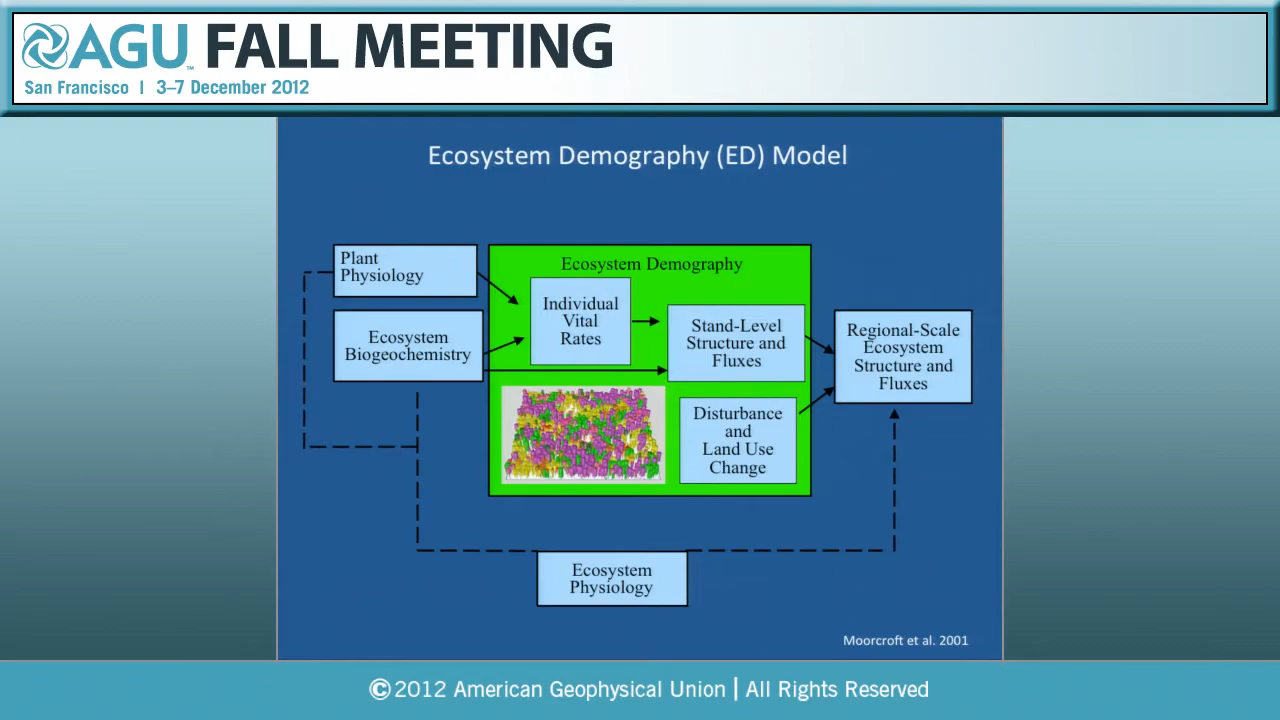 AGU™ FALL MEETING
San Francisco | 3–7 December 2012
Ecosystem Demography (ED) Model
Plant
Physiology
Ecosystem
Biogeochemistry
Ecosystem Demography
Individual
Vital
Rates
Stand-Level
Structure and
Fluxes
Disturbance
and
Land Use
Change
Regional-Scale
Ecosystem
Structure and
Fluxes
Ecosystem
Physiology
Moorcroft et al. 2001
©2012 American Geophysical Union | All Rights Reserved